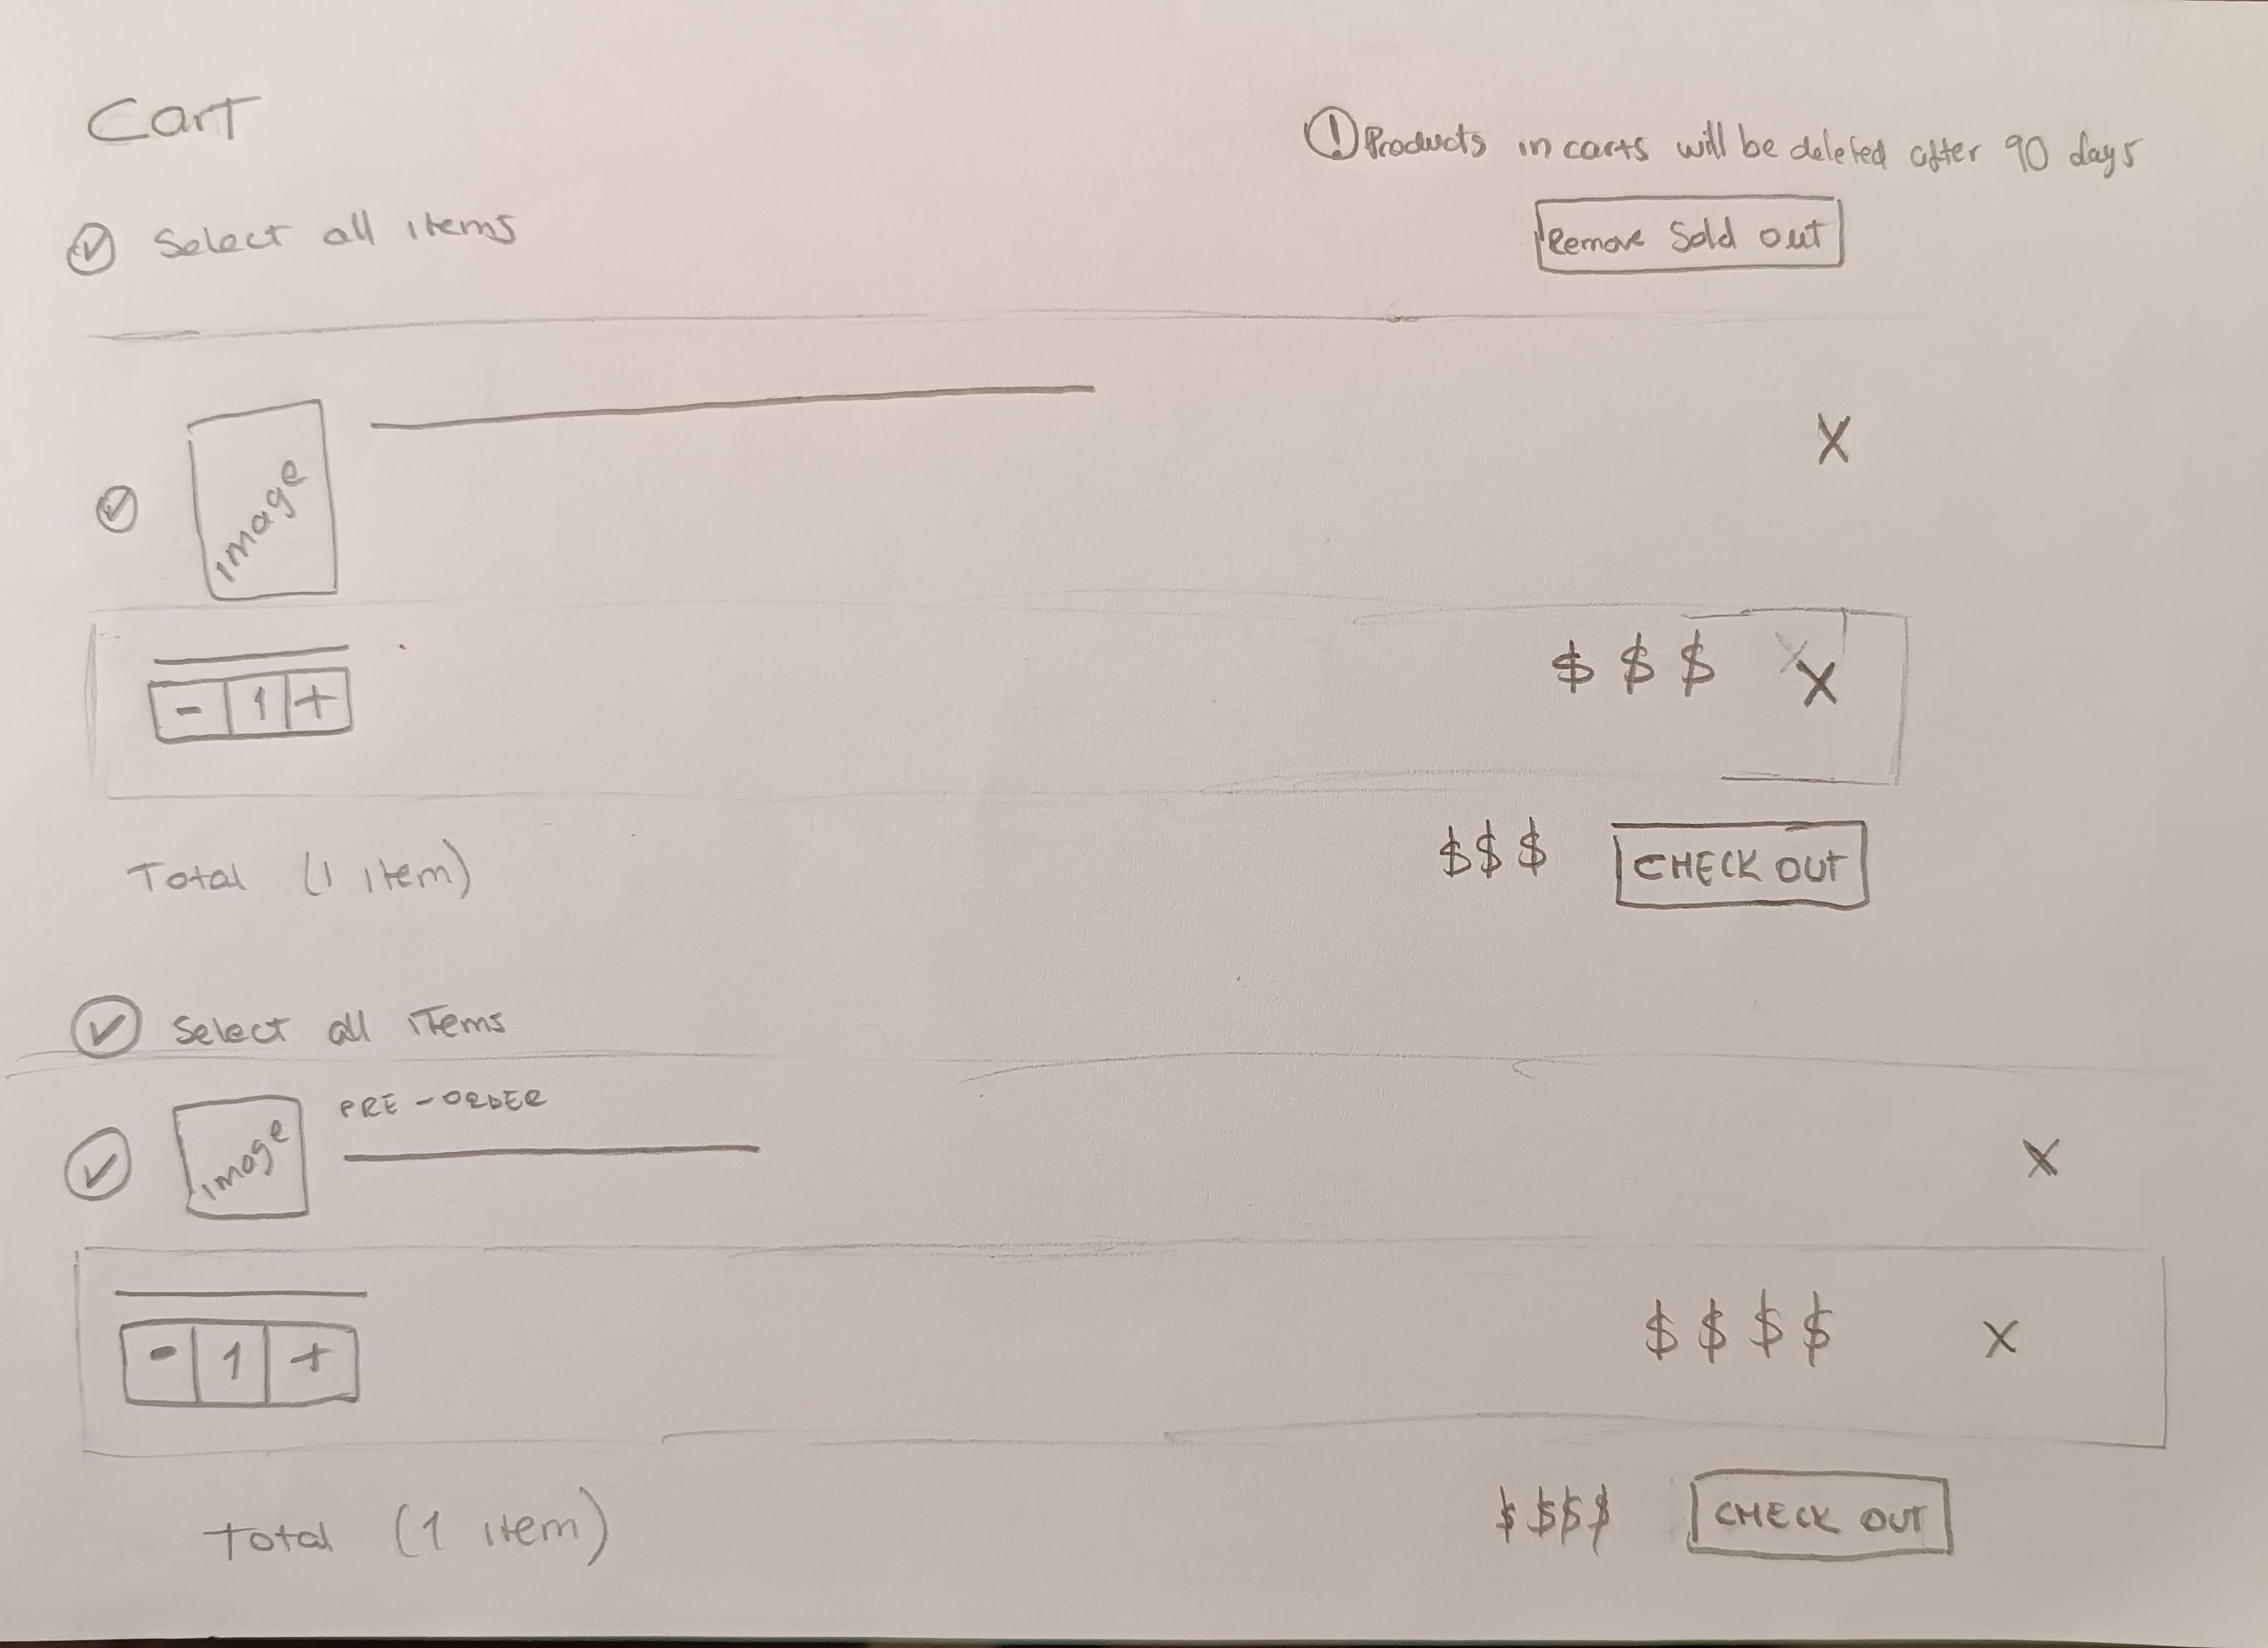 Cart
! Products in carts will be deleted after 90 days
✓ Select all items
Remove Sold out
X
✓ image
$ $ $ X
- 1 +
Total (1 item) $$$ CHECK OUT
✓ Select all items
PRE-ORDER
✓ image X
- 1 + $ $ $ $ X
Total (1 item) $$$$ CHECK OUT